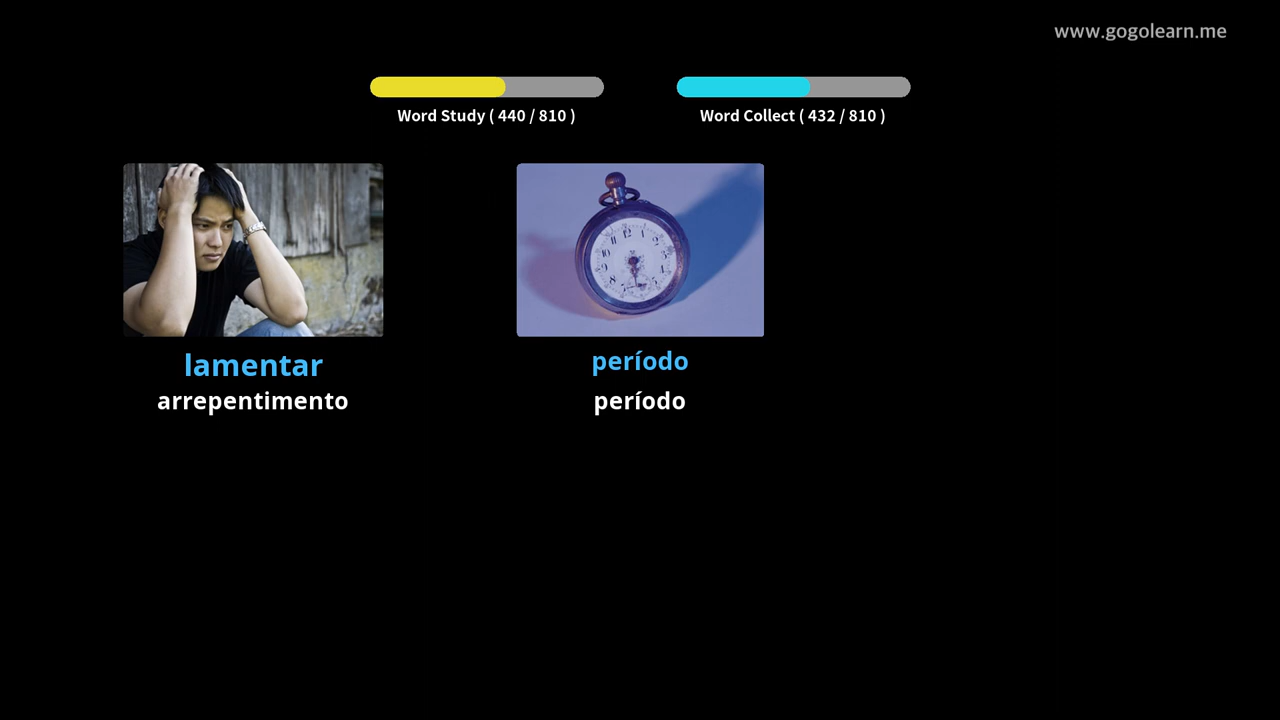 www.gogolearn.me
Word Study ( 440 / 810 )
Word Collect ( 432 / 810 )
lamentar
arrepentimento
período
período